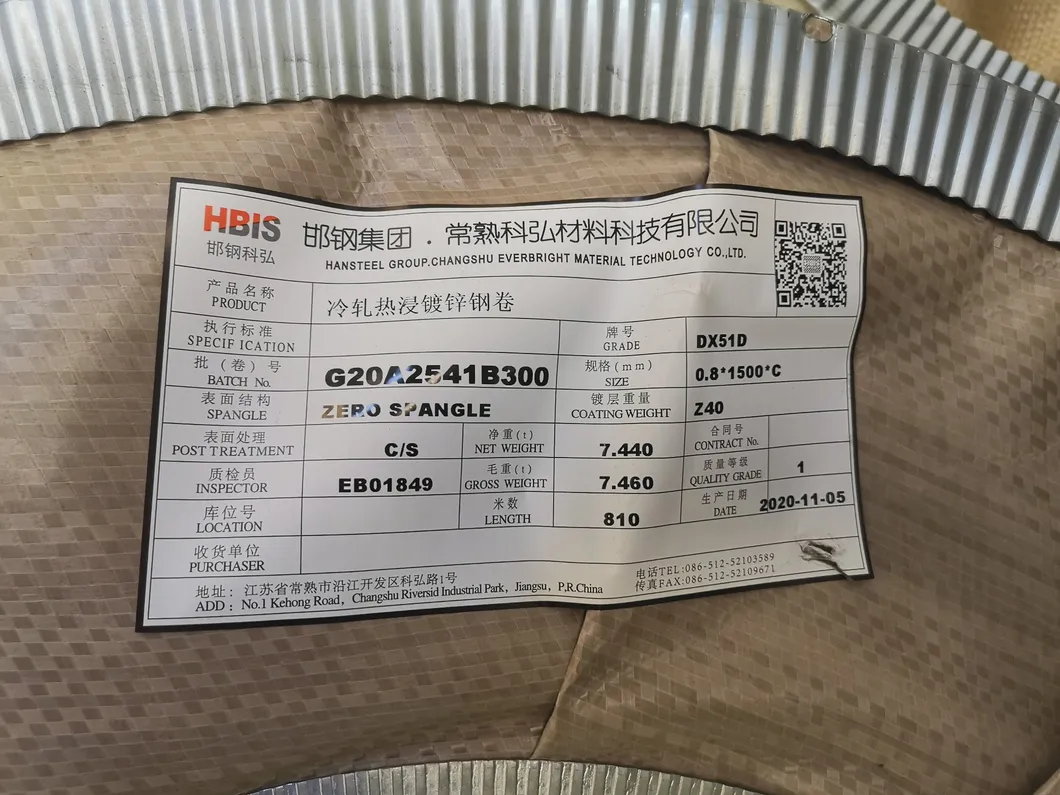 HBIS
邯钢科弘
邯钢集团.常熟科弘材料科技有限公司
HANSTEEL GROUP.CHANGSHU EVERBRIGHT MATERIAL TECHNOLOGY CO.,LTD.
产品名称
PRODUCT
冷轧热浸镀锌钢卷
执行标准
SPECIFICATION
牌号
GRADE
DX51D
批(卷)号
BATCH No.
G20A2541B300
规格(mm)
SIZE
0.8*1500*C
表面结构
SPANGLE
ZERO SPANGLE
镀层重量
COATING WEIGHT
Z40
表面处理
POST TREATMENT
C/S
净重(t)
NET WEIGHT
7.440
合同号
CONTRACT No.
质检员
INSPECTOR
EB01849
毛重(t)
GROSS WEIGHT
7.460
质量等级
QUALITY GRADE
1
库位号
LOCATION
米数
LENGTH
810
生产日期
DATE
2020-11-05
收货单位
PURCHASER
地址:江苏省常熟市沿江开发区科弘路1号
ADD:No.1 Kehong Road, Changshu Riversid Industrial Park, Jiangsu, P.R.China
电话TEL:086-512-52103589
传真FAX:086-512-52109671